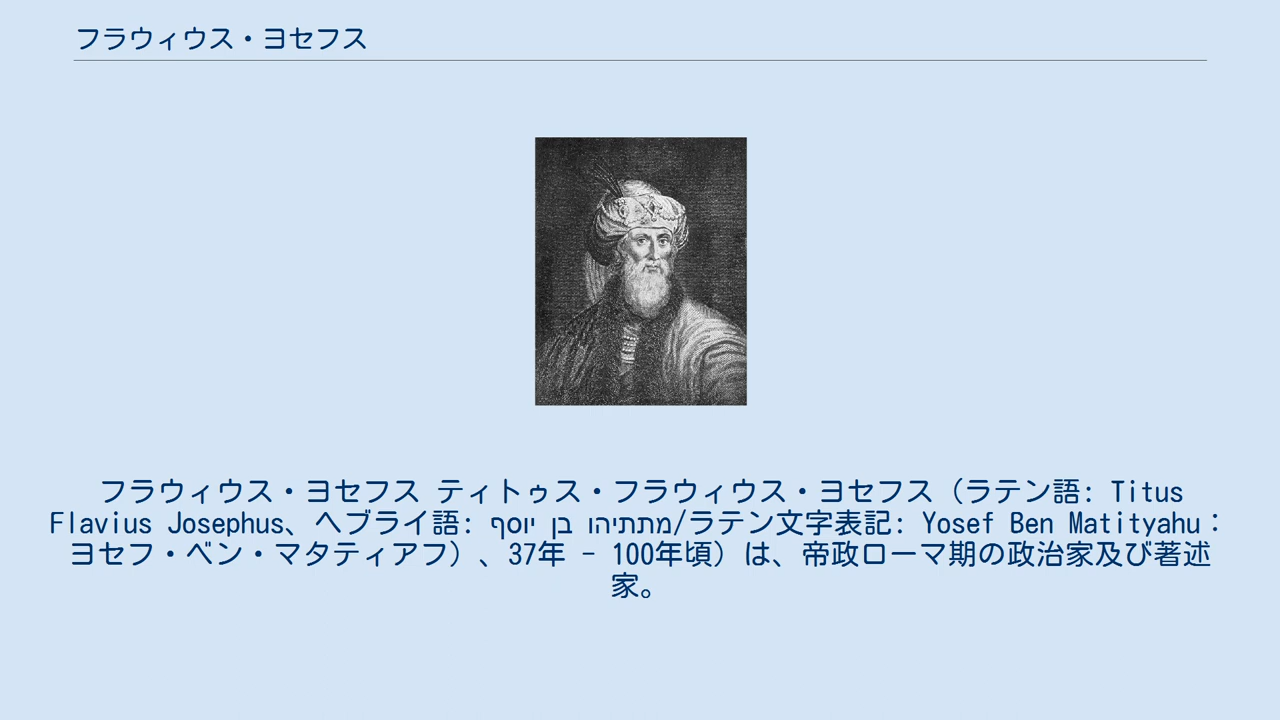 フラウィウス・ヨセフス
フラウィウス・ヨセフス ティトゥス・フラウィウス・ヨセフス（ラテン語: Titus
Flavius Josephus、ヘブライ語: יוסף בן מתתיהו/ラテン文字表記: Yosef Ben Matityahu：
ヨセフ・ベン・マタティアフ）、37年 - 100年頃）は、帝政ローマ期の政治家及び著述
家。